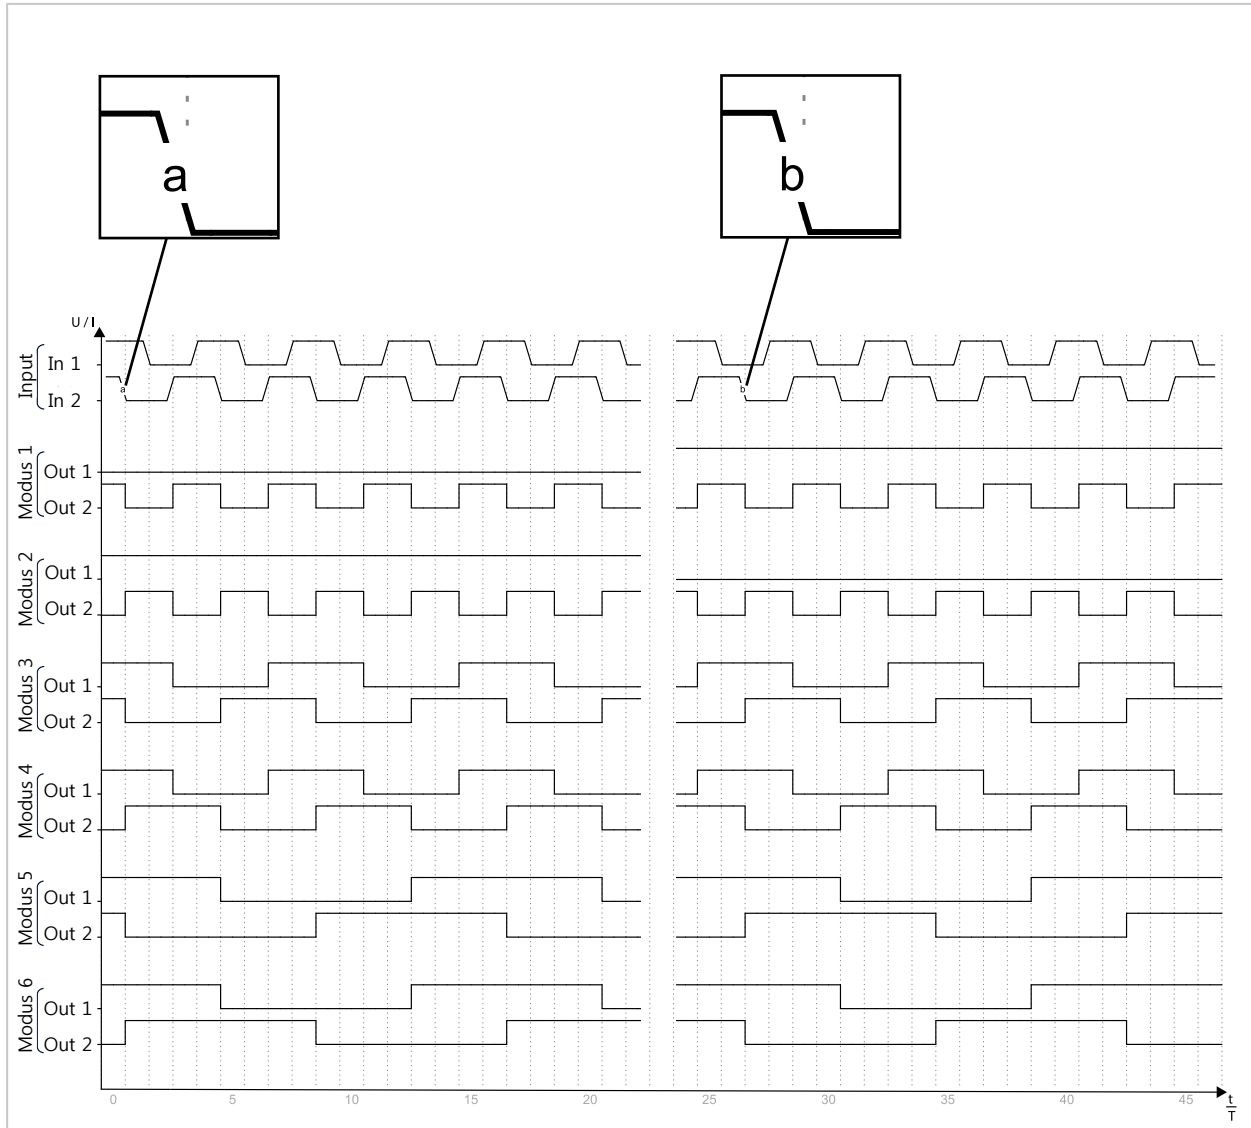 a
b
U / I
Input
In 1
a
b
In 2
Modus 1
Out 1
Out 2
Modus 2
Out 1
Out 2
Modus 3
Out 1
Out 2
Modus 4
Out 1
Out 2
Modus 5
Out 1
Out 2
Modus 6
Out 1
Out 2
0 5 10 15 20 25 30 35 40 45
t
T